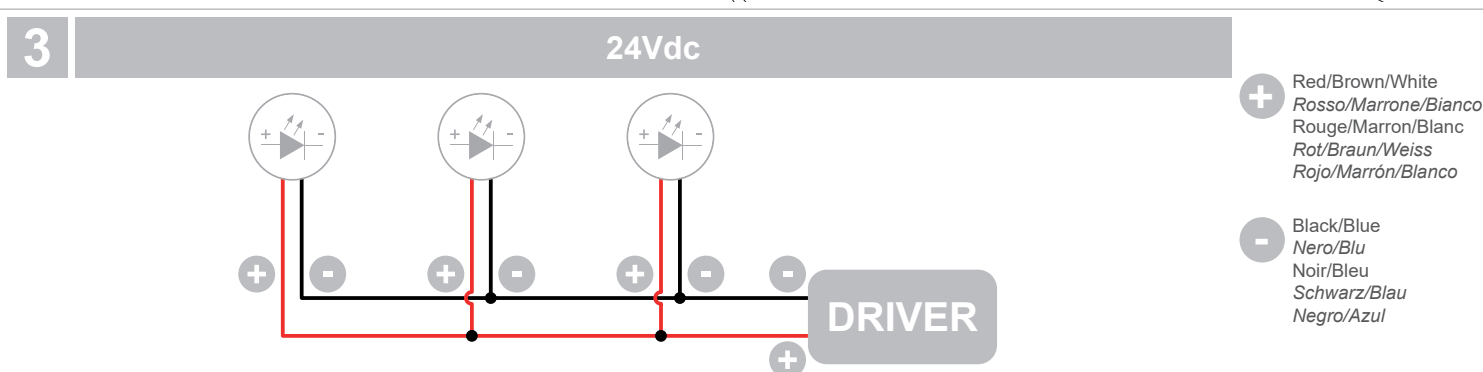 3
24Vdc
+ -
+ -
+ -
+ - + - + - -
DRIVER
+
+
Red/Brown/White
Rosso/Marrone/Bianco
Rouge/Marron/Blanc
Rot/Braun/Weiss
Rojo/Marrón/Blanco
-
Black/Blue
Nero/Blu
Noir/Bleu
Schwarz/Blau
Negro/Azul